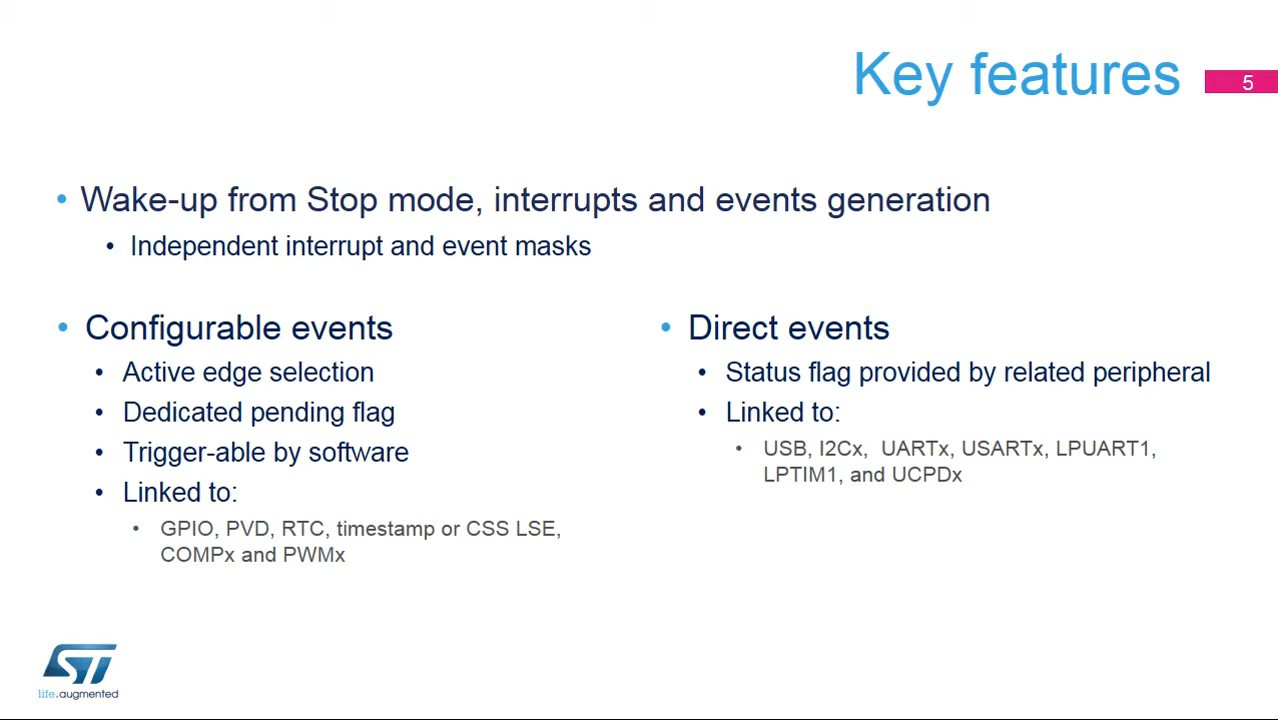 Key features
5
• Wake-up from Stop mode, interrupts and events generation
• Independent interrupt and event masks
• Configurable events
• Active edge selection
• Dedicated pending flag
• Trigger-able by software
• Linked to:
• GPIO, PVD, RTC, timestamp or CSS LSE,
COMPx and PWMx
• Direct events
• Status flag provided by related peripheral
• Linked to:
• USB, I2Cx, UARTx, USARTx, LPUART1,
LPTIM1, and UCPDx
ST
life.augmented